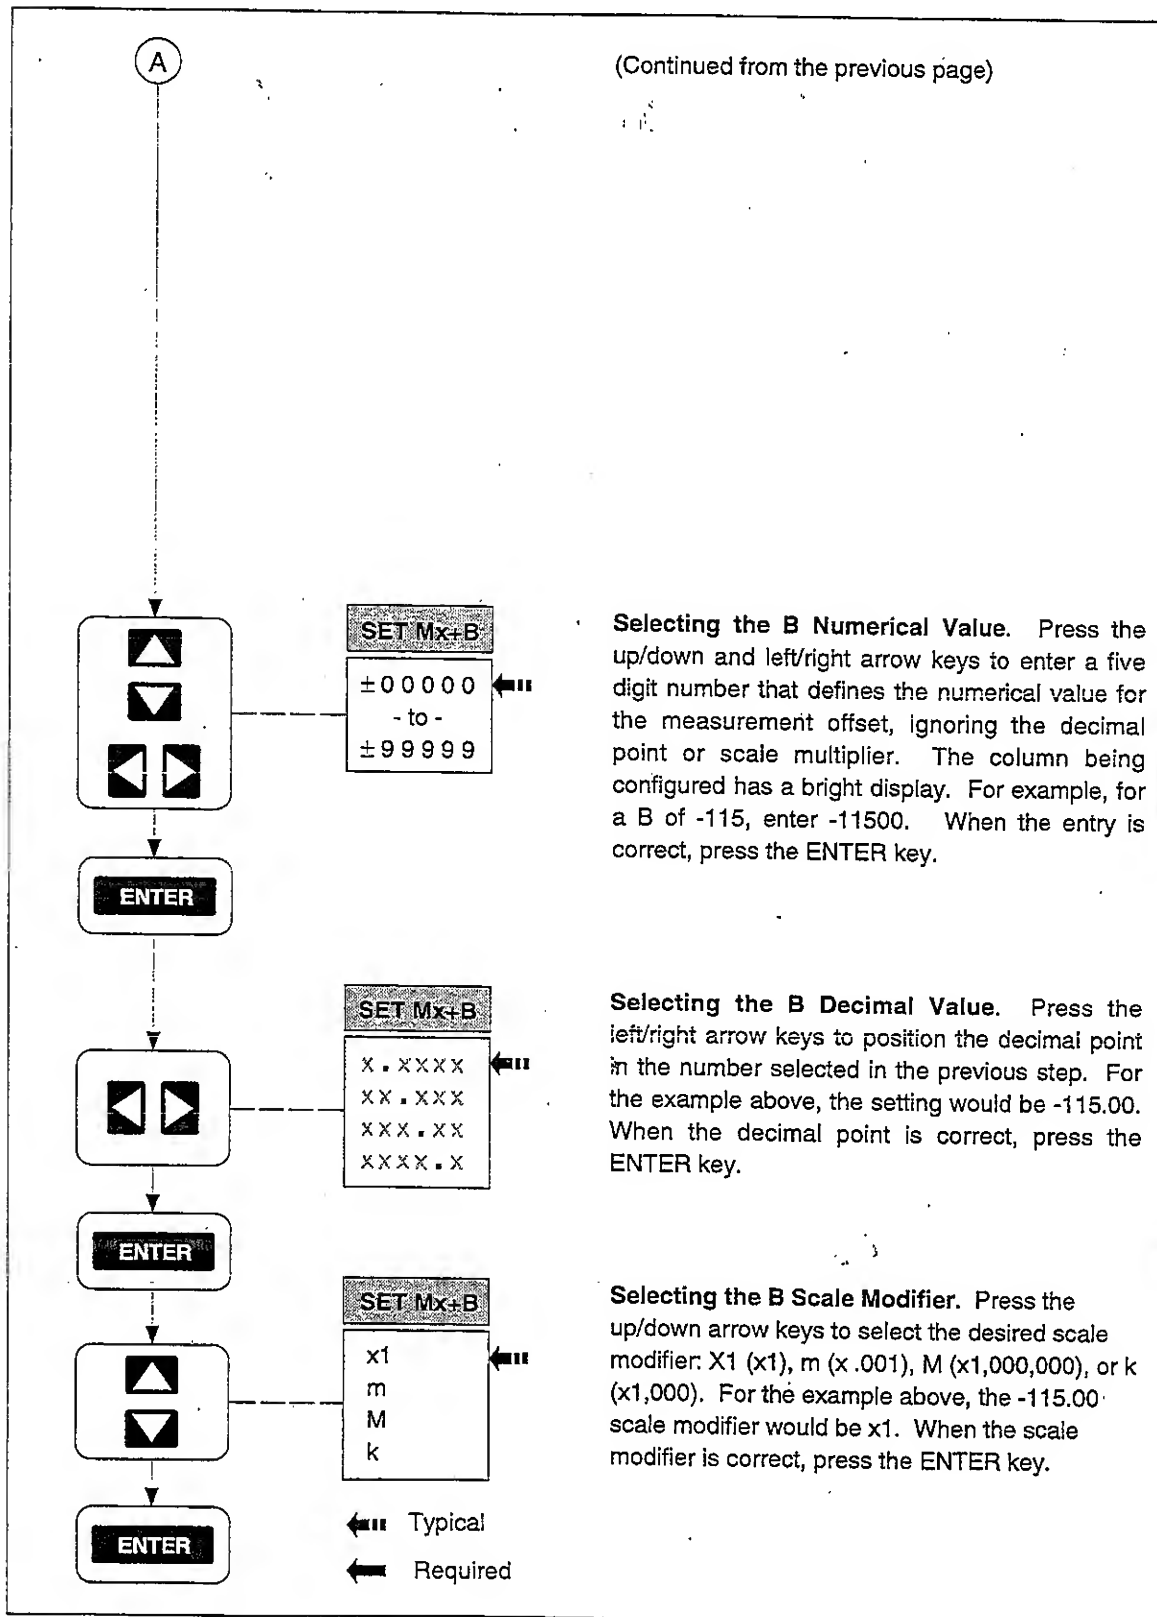 A
(Continued from the previous page)
SET Mx+B
±00000
- to -
±99999
Selecting the B Numerical Value. Press the
up/down and left/right arrow keys to enter a five
digit number that defines the numerical value for
the measurement offset, ignoring the decimal
point or scale multiplier. The column being
configured has a bright display. For example, for
a B of -115, enter -11500. When the entry is
correct, press the ENTER key.
ENTER
SET Mx+B
X.XXXX
XX.XXX
XXX.XX
XXXX.X
Selecting the B Decimal Value. Press the
left/right arrow keys to position the decimal point
in the number selected in the previous step. For
the example above, the setting would be -115.00.
When the decimal point is correct, press the
ENTER key.
ENTER
SET Mx+B
x1
m
M
k
Selecting the B Scale Modifier. Press the
up/down arrow keys to select the desired scale
modifier: X1 (x1), m (x .001), M (x1,000,000), or k
(x1,000). For the example above, the -115.00
scale modifier would be x1. When the scale
modifier is correct, press the ENTER key.
ENTER
Typical
Required